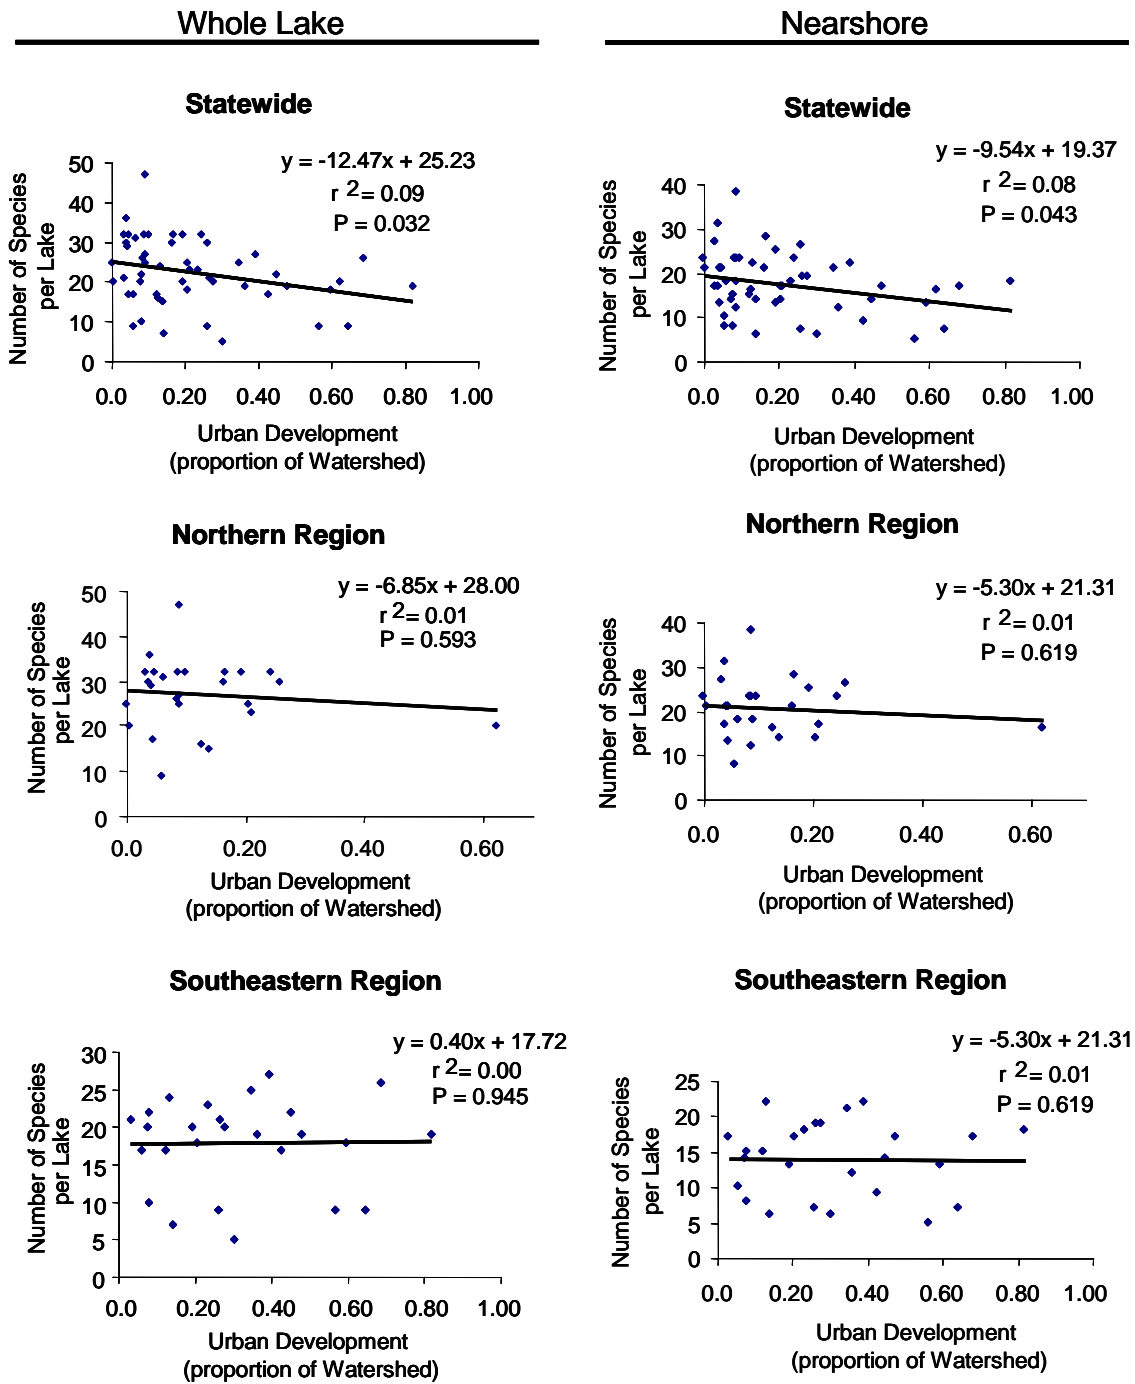 Whole Lake
Nearshore
Statewide
y = -12.47x + 25.23
r 2 = 0.09
P = 0.032
Number of Species
per Lake
50
40
30
20
10
0
0.0 0.20 0.40 0.60 0.80 1.00
Urban Development
(proportion of Watershed)
Statewide
y = -9.54x + 19.37
r 2 = 0.08
P = 0.043
Number of Species
per Lake
40
30
20
10
0
0.0 0.20 0.40 0.60 0.80 1.00
Urban Development
(proportion of Watershed)
Northern Region
y = -6.85x + 28.00
r 2 = 0.01
P = 0.593
Number of Species
per Lake
50
40
30
20
10
0
0.0 0.20 0.40 0.60
Urban Development
(proportion of Watershed)
Northern Region
y = -5.30x + 21.31
r 2 = 0.01
P = 0.619
Number of Species
per Lake
40
30
20
10
0
0.0 0.20 0.40 0.60
Urban Development
(proportion of Watershed)
Southeastern Region
y = 0.40x + 17.72
r 2 = 0.00
P = 0.945
Number of Species
per Lake
30
25
20
15
10
5
0
0.0 0.20 0.40 0.60 0.80 1.00
Urban Development
(proportion of Watershed)
Southeastern Region
y = -5.30x + 21.31
r 2 = 0.01
P = 0.619
Number of Species
per Lake
25
20
15
10
5
0
0.0 0.20 0.40 0.60 0.80 1.00
Urban Development
(proportion of Watershed)